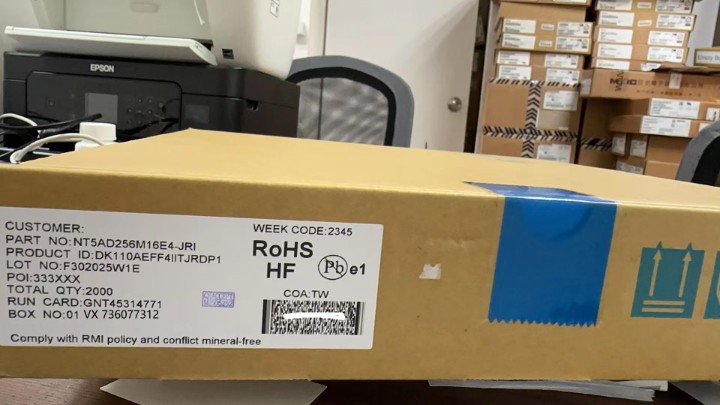 EPSON
CUSTOMER:
PART NO:NT5AD256M16E4-JRI
PRODUCT ID:DK110AEFF4IITJRDP1
LOT NO:F302025W1E
POI:333XXX
TOTAL QTY:2000
RUN CARD:GNT45314771
BOX NO:01 VX 736077312
Comply with RMI policy and conflict mineral-free
WEEK CODE:2345
RoHS
HF
Pb e1
COA:TW